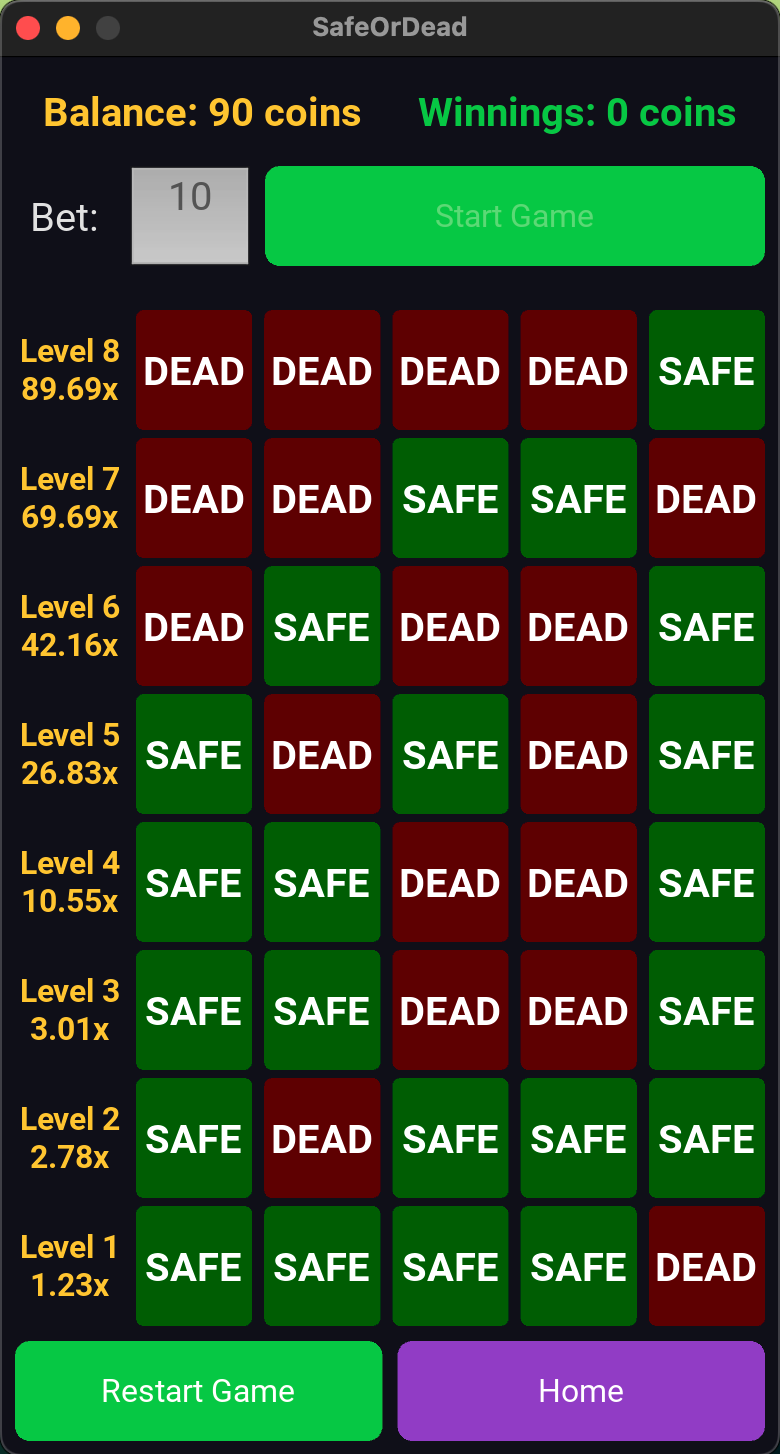 SafeOrDead
Balance: 90 coins Winnings: 0 coins
Bet: 10 Start Game
Level 8
89.69x
DEAD DEAD DEAD DEAD SAFE
Level 7
69.69x
DEAD DEAD SAFE SAFE DEAD
Level 6
42.16x
DEAD SAFE DEAD DEAD SAFE
Level 5
26.83x
SAFE DEAD SAFE DEAD SAFE
Level 4
10.55x
SAFE SAFE DEAD DEAD SAFE
Level 3
3.01x
SAFE SAFE DEAD DEAD SAFE
Level 2
2.78x
SAFE DEAD SAFE SAFE SAFE
Level 1
1.23x
SAFE SAFE SAFE SAFE DEAD
Restart Game Home